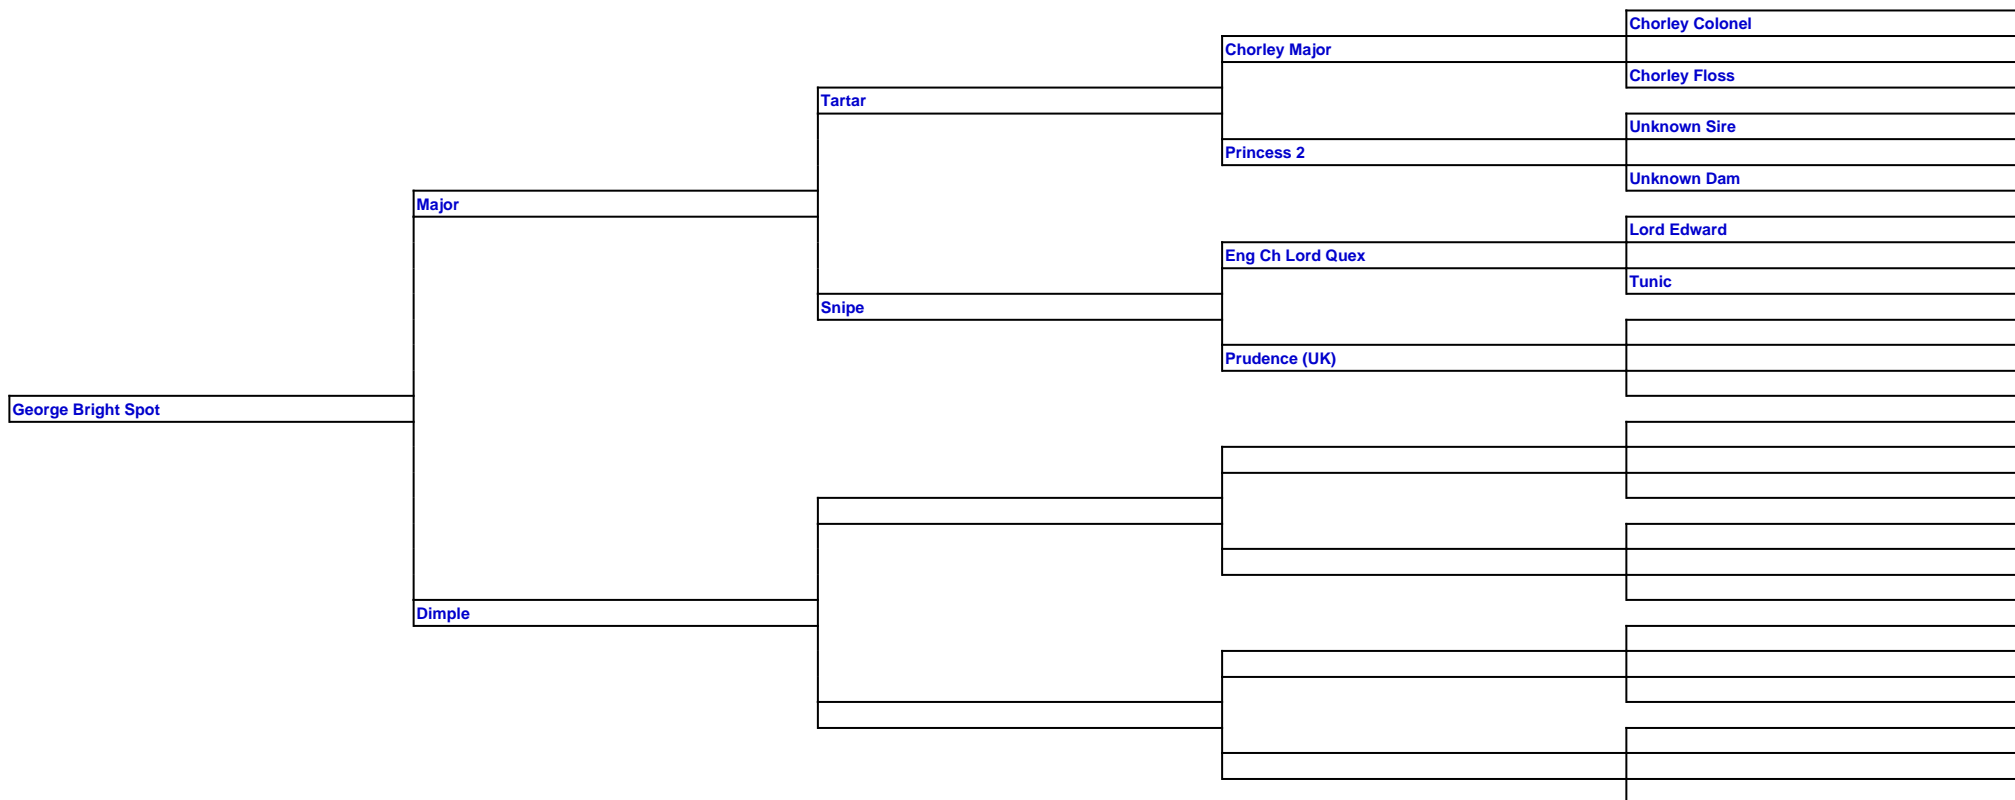 Chorley Colonel
Chorley Major
Chorley Floss
Tartar
Unknown Sire
Princess 2
Unknown Dam
Major
Lord Edward
Eng Ch Lord Quex
Tunic
Snipe
Prudence (UK)
George Bright Spot
Dimple